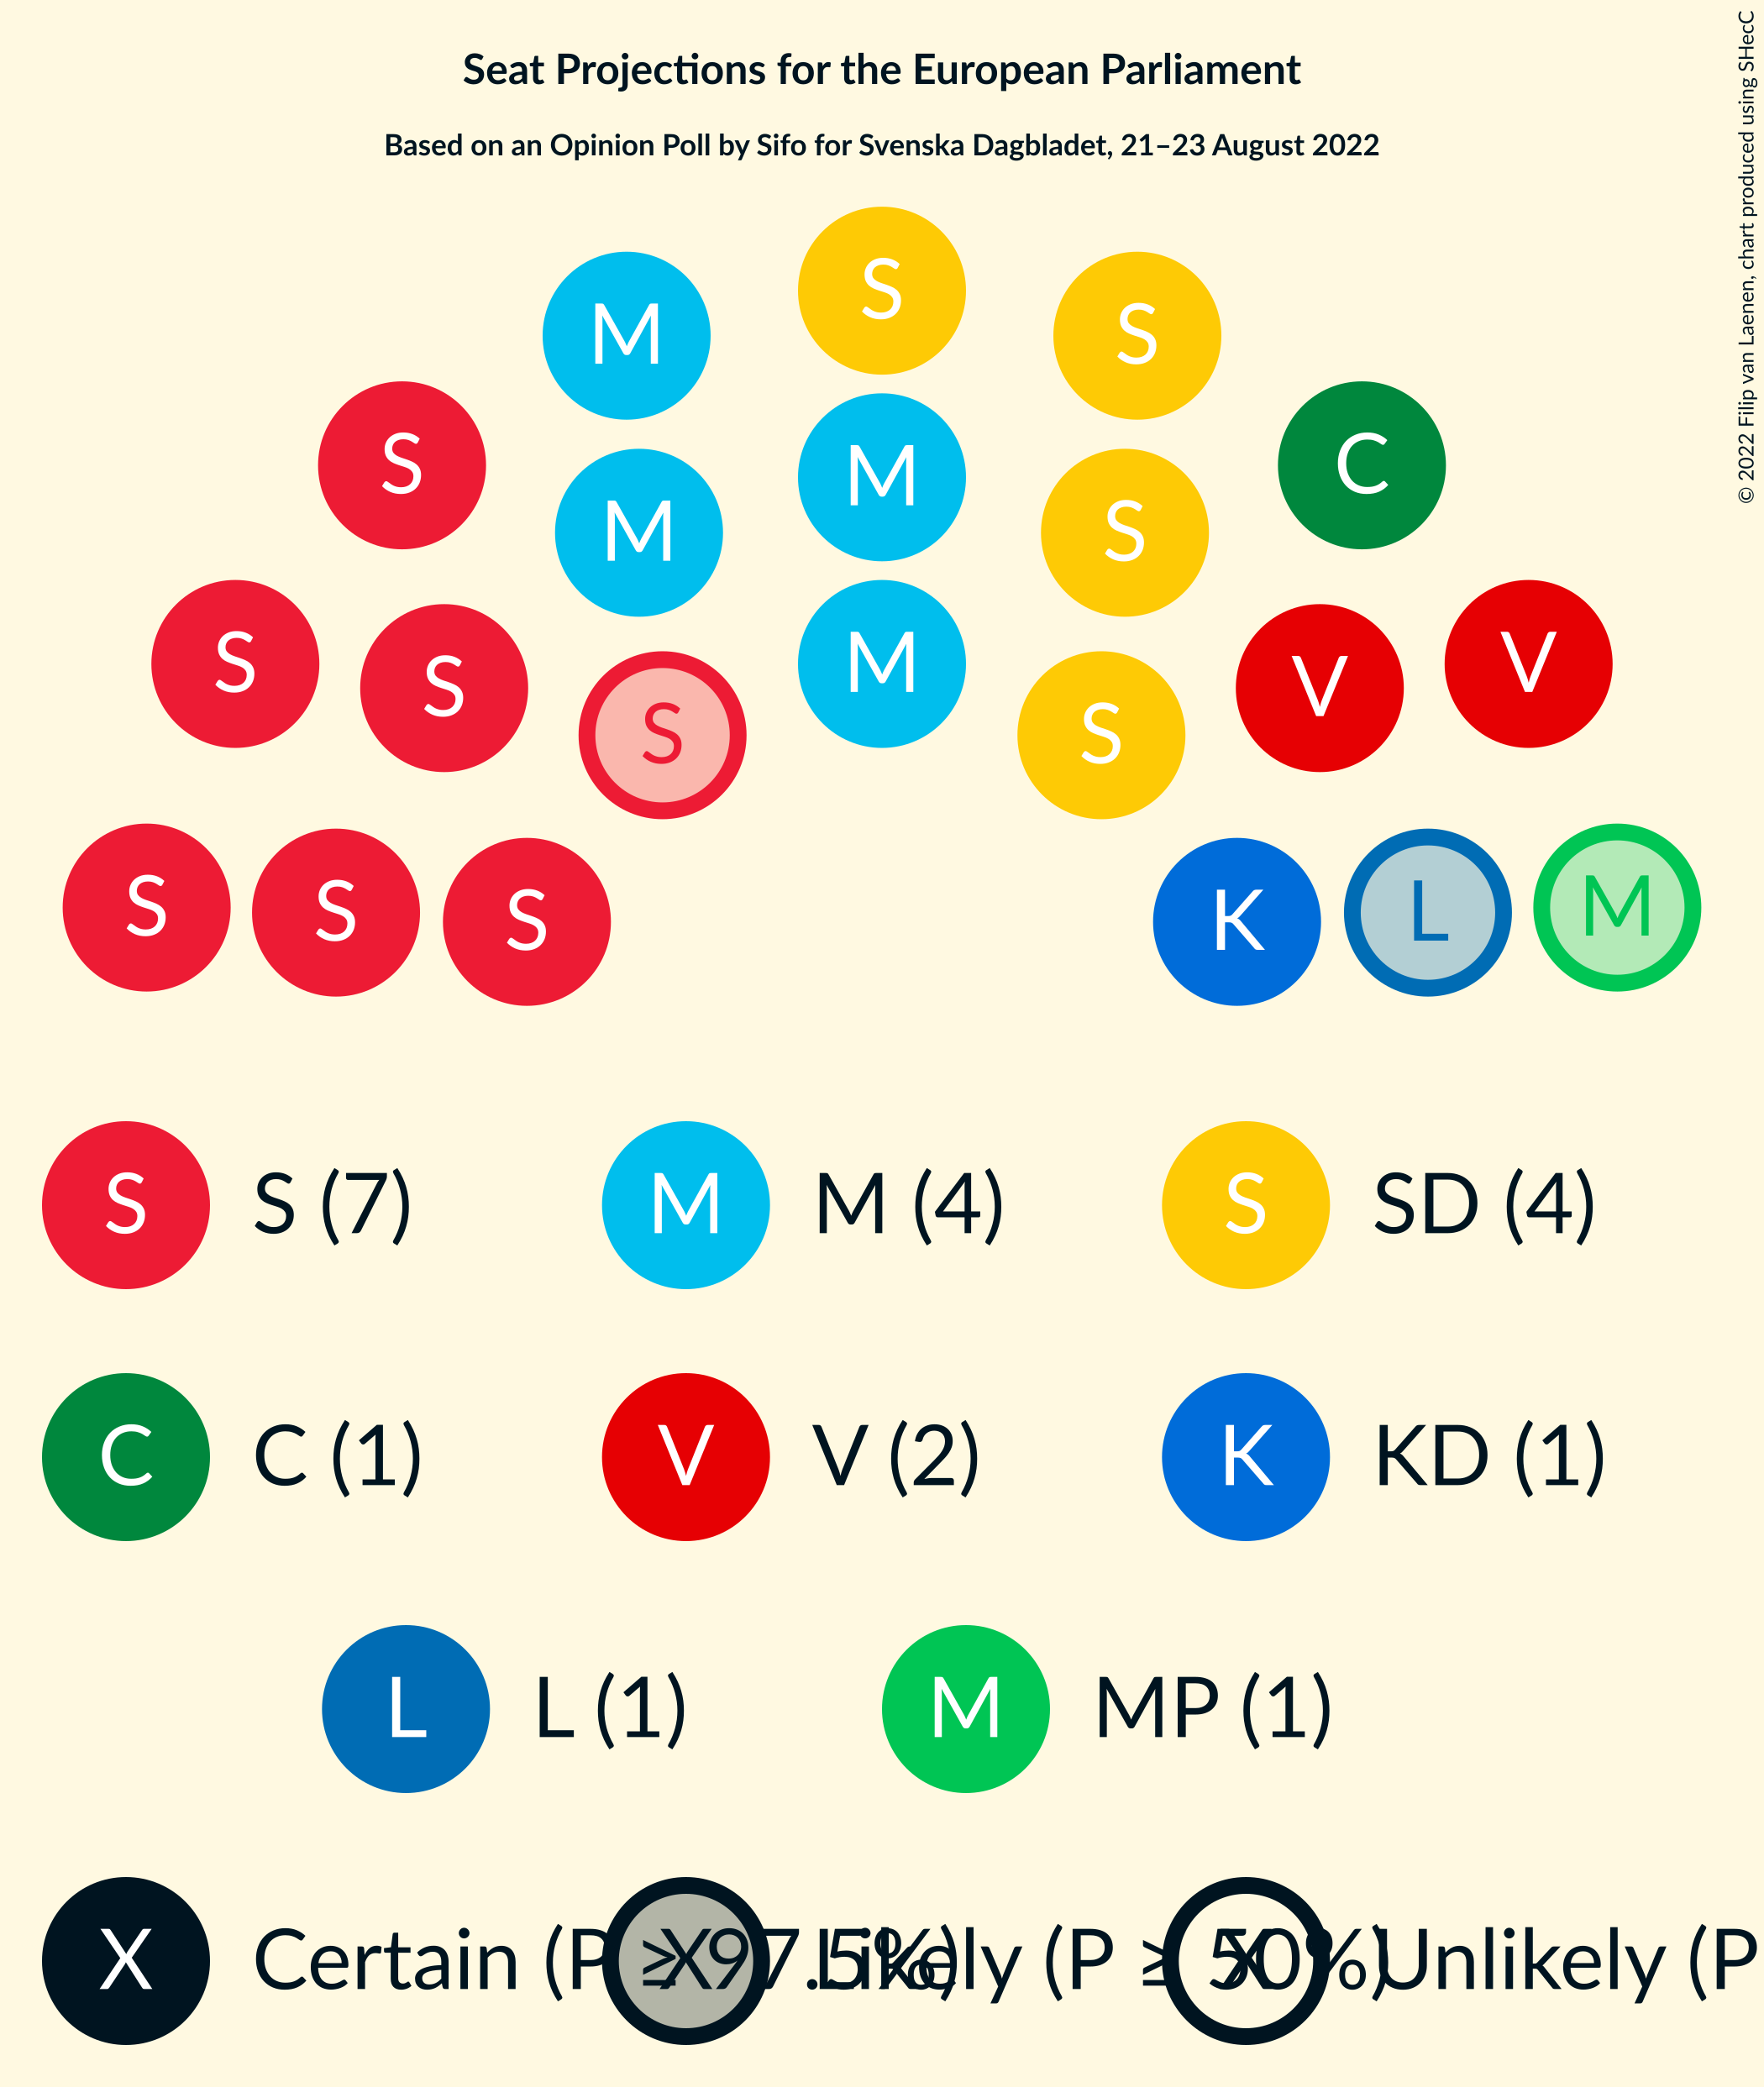 Seat Projections for the European Parliament
Based on an Opinion Poll by Sifo for Svenska Dagbladet, 21–23 August 2022
© 2022 Filip van Laenen, chart produced using SHecC
S
M S
S M C
M S
S V
S M
S V
S S
S L M
S K
S
S S (7) M M (4) S SD (4)
C C (1) V V (2) K KD (1)
L L (1) M MP (1)
X Certain (P ≥ 97.5%) X Likely (P ≥ 50%) X Unlikely (P